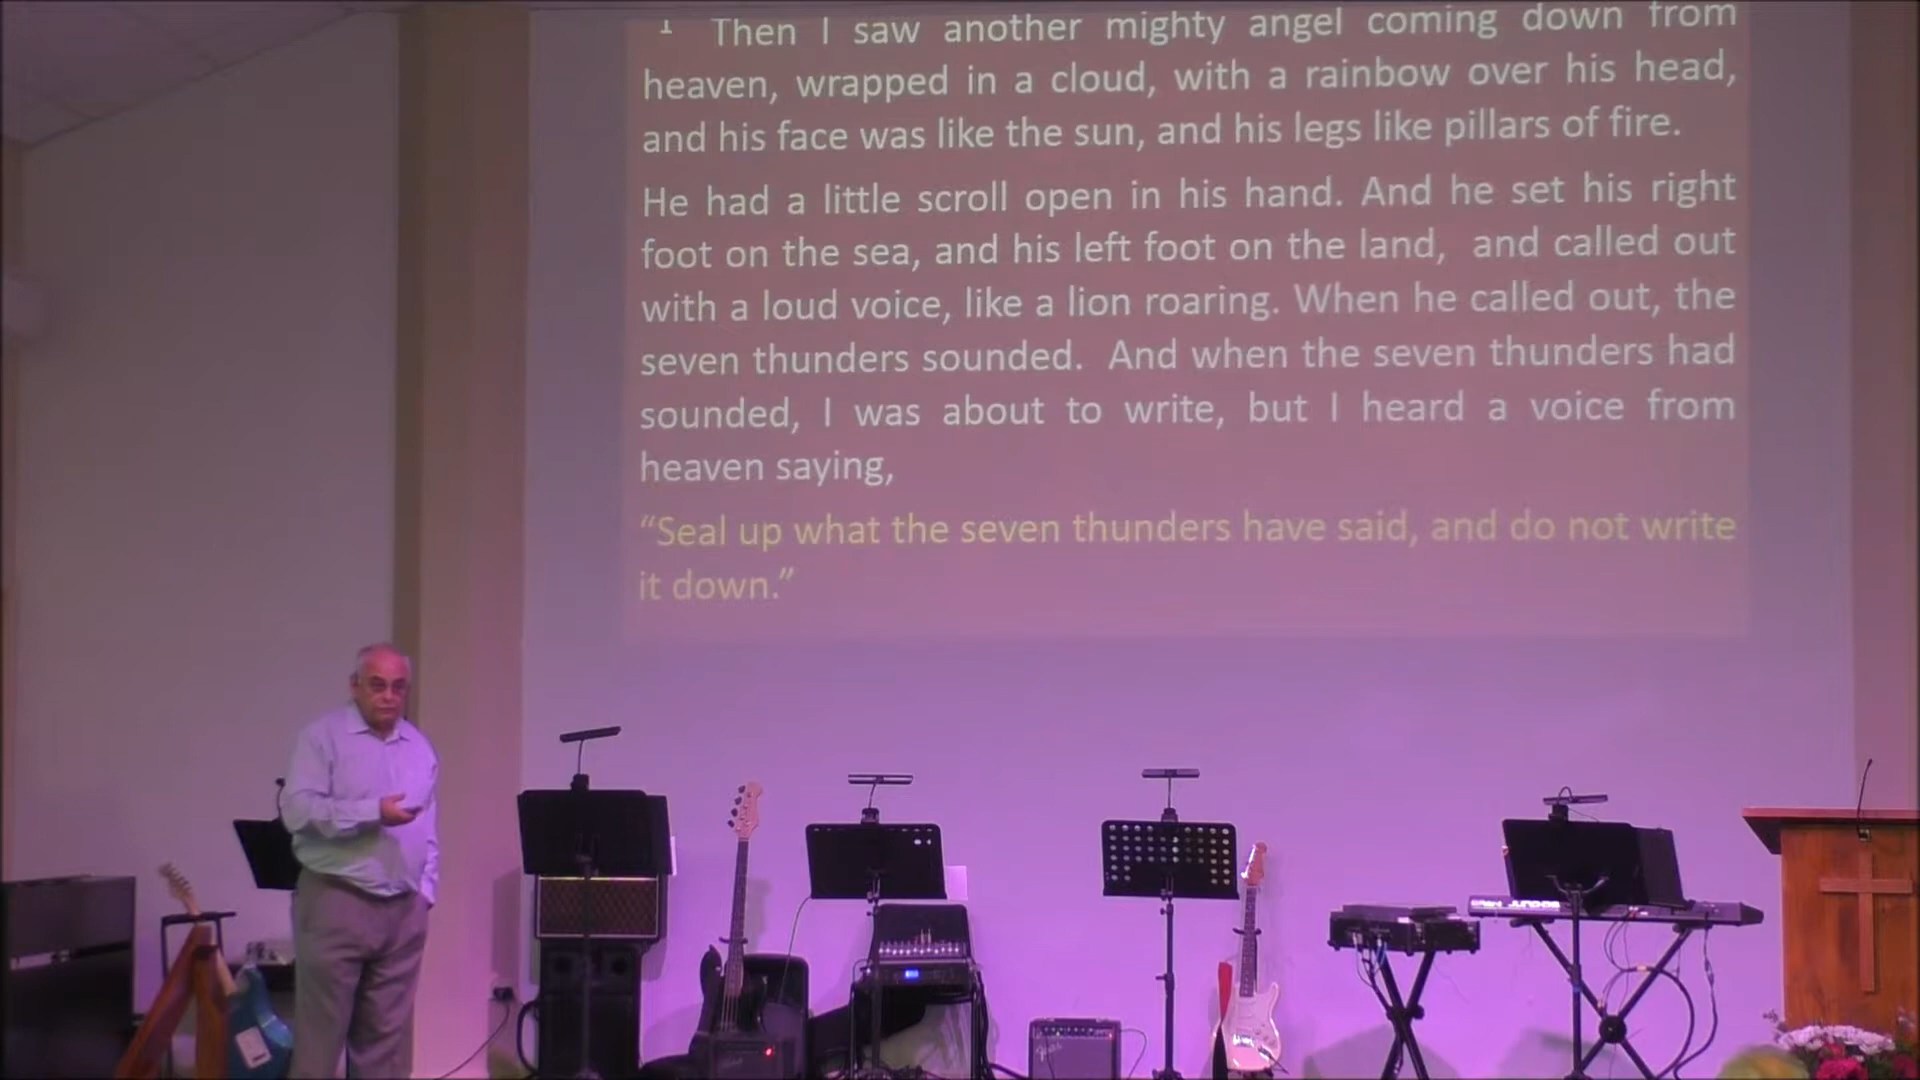 1 Then I saw another mighty angel coming down from
heaven, wrapped in a cloud, with a rainbow over his head,
and his face was like the sun, and his legs like pillars of fire.
He had a little scroll open in his hand. And he set his right
foot on the sea, and his left foot on the land, and called out
with a loud voice, like a lion roaring. When he called out, the
seven thunders sounded. And when the seven thunders had
sounded, I was about to write, but I heard a voice from
heaven saying,
“Seal up what the seven thunders have said, and do not write
it down.”